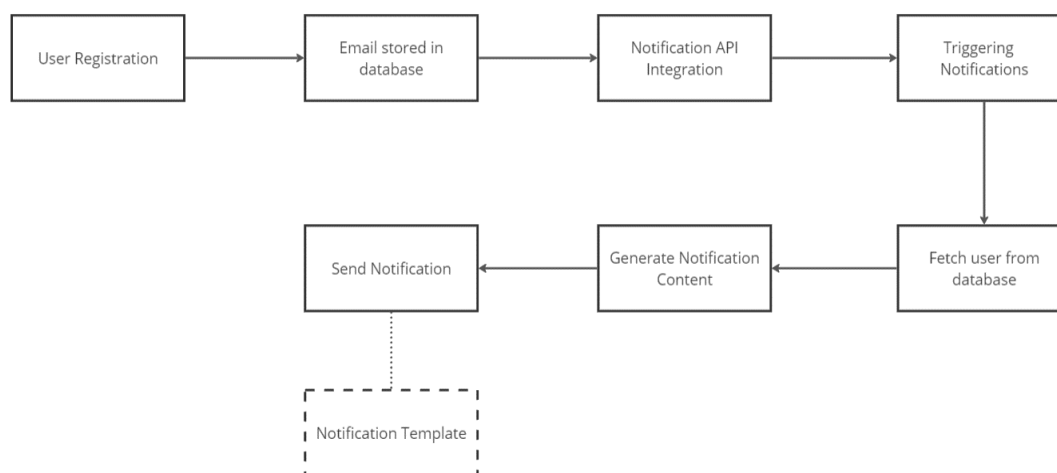 User Registration
Email stored in
database
Notification API
Integration
Triggering
Notifications
Send Notification
Generate Notification
Content
Fetch user from
database
Notification Template